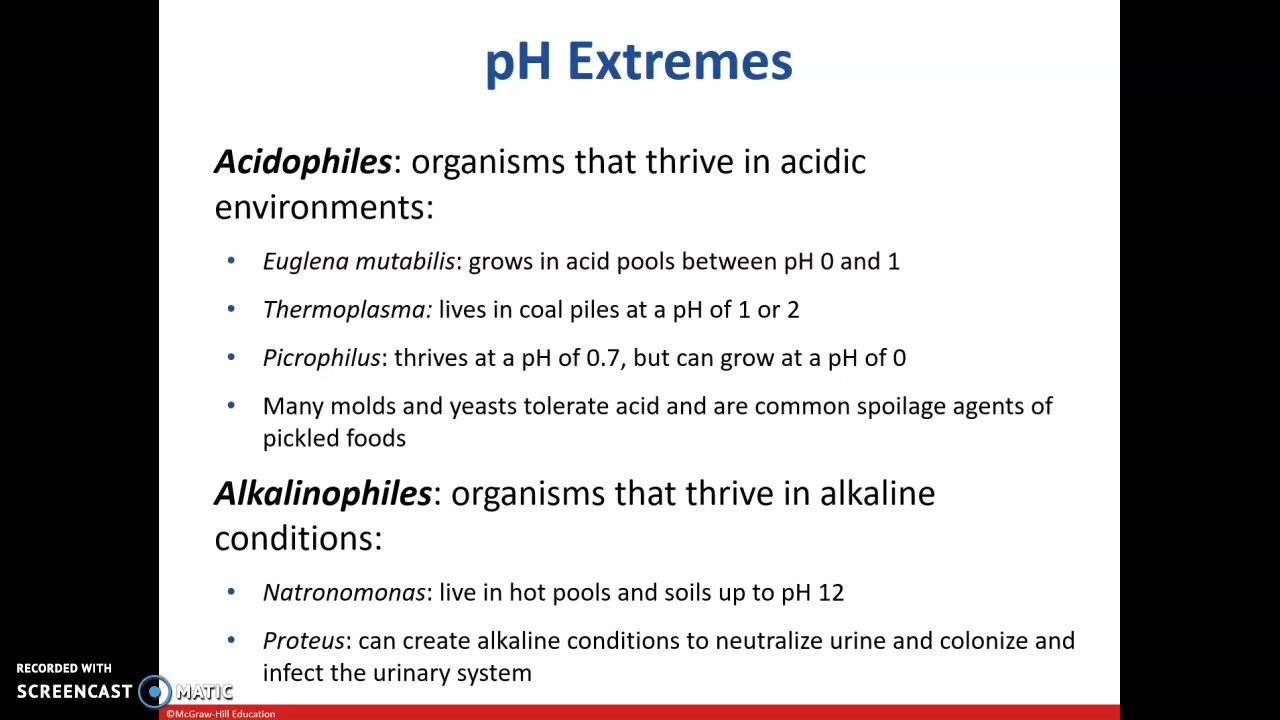 pH Extremes
Acidophiles: organisms that thrive in acidic
environments:
• Euglena mutabilis: grows in acid pools between pH 0 and 1
• Thermoplasma: lives in coal piles at a pH of 1 or 2
• Picrophilus: thrives at a pH of 0.7, but can grow at a pH of 0
• Many molds and yeasts tolerate acid and are common spoilage agents of
pickled foods
Alkalinophiles: organisms that thrive in alkaline
conditions:
• Natronomonas: live in hot pools and soils up to pH 12
• Proteus: can create alkaline conditions to neutralize urine and colonize and
infect the urinary system
RECORDED WITH
SCREENCAST MATIC
©McGraw-Hill Education